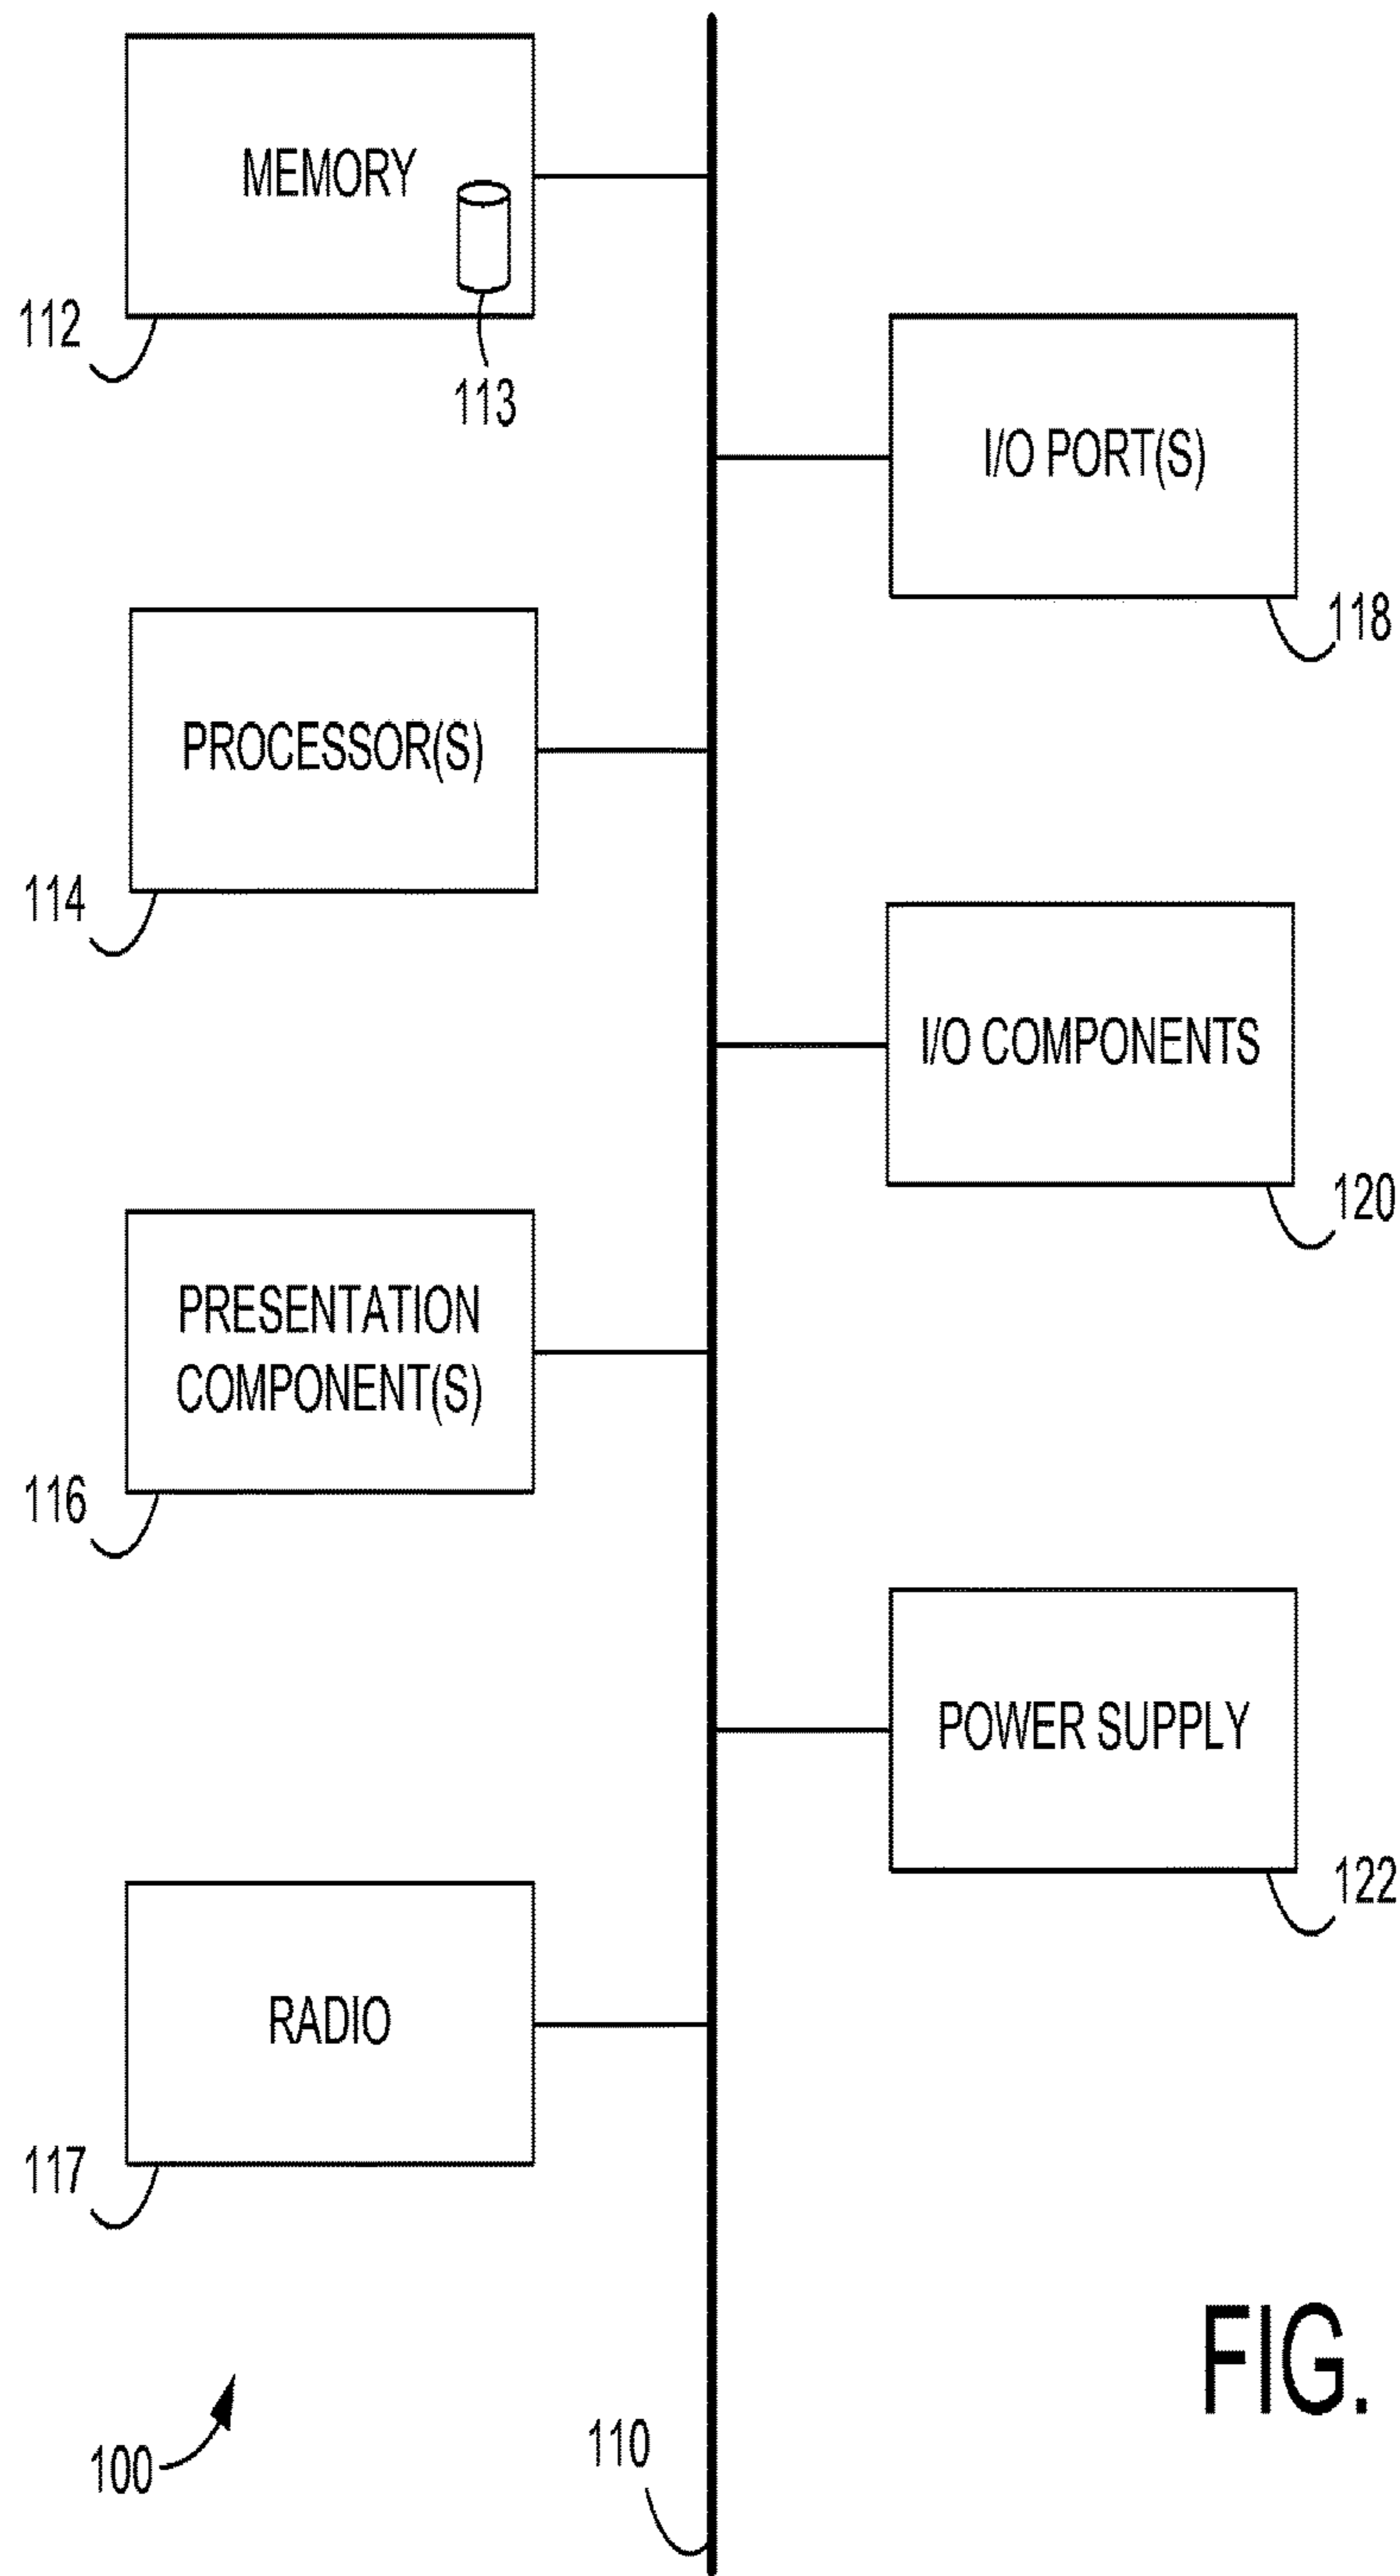 MEMORY
112
113
I/O PORT(S)
118
PROCESSOR(S)
114
I/O COMPONENTS
120
PRESENTATION
COMPONENT(S)
116
POWER SUPPLY
122
RADIO
117
FIG.
110
100